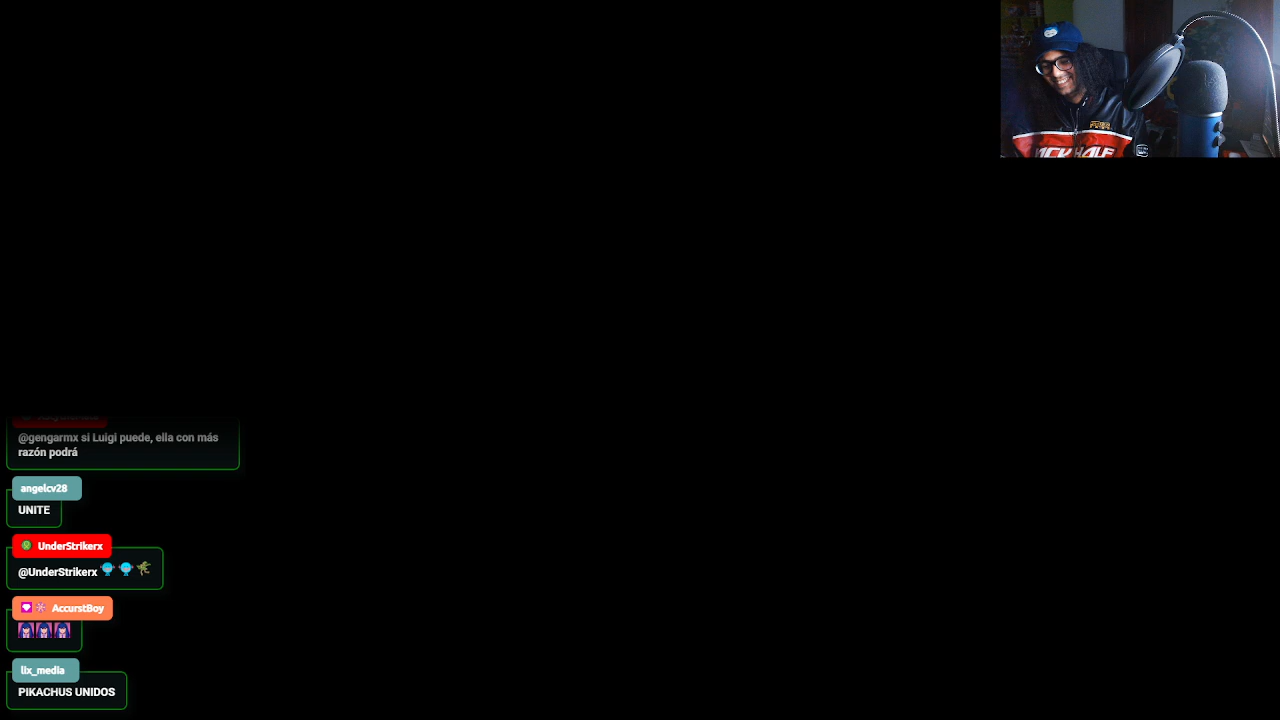 @gengarmx si Luigi puede, ella con más
razón podrá
angelcv28
UNITE
UnderStrikerx
@UnderStrikerx
AccurstBoy
lix_media
PIKACHUS UNIDOS